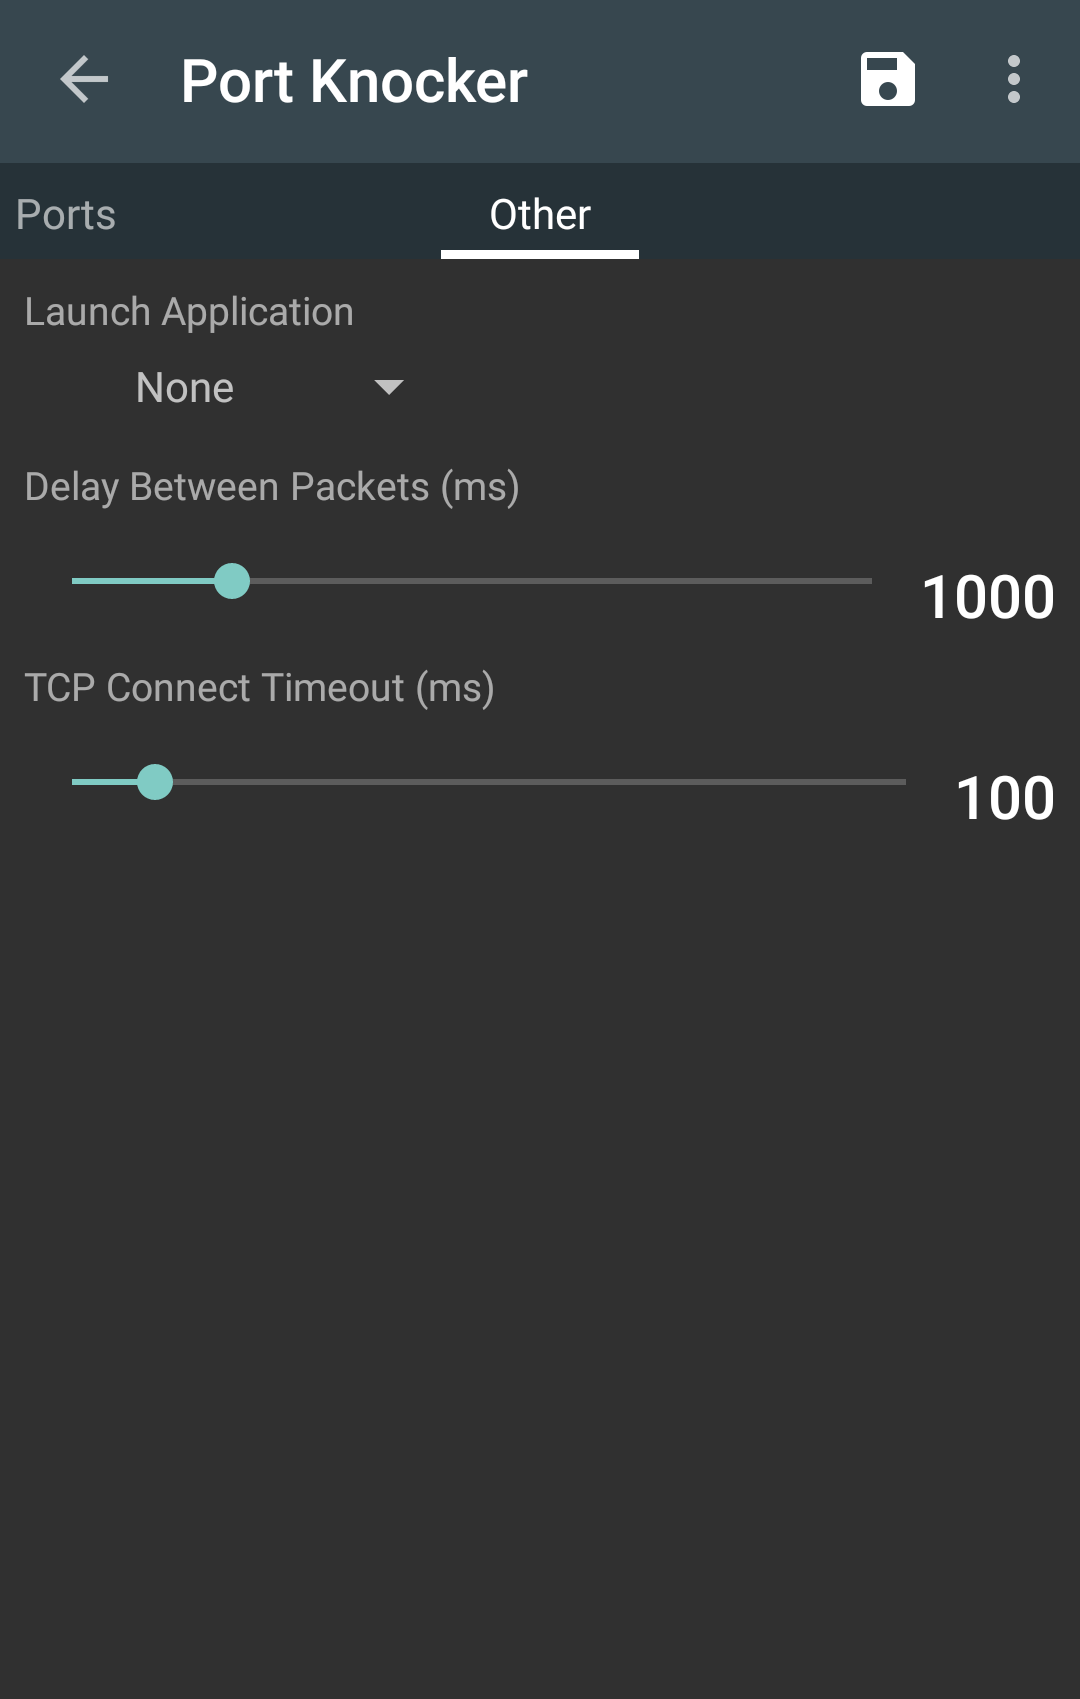 Port Knocker
Ports
Other
Launch Application
None
Delay Between Packets (ms)
1000
TCP Connect Timeout (ms)
100